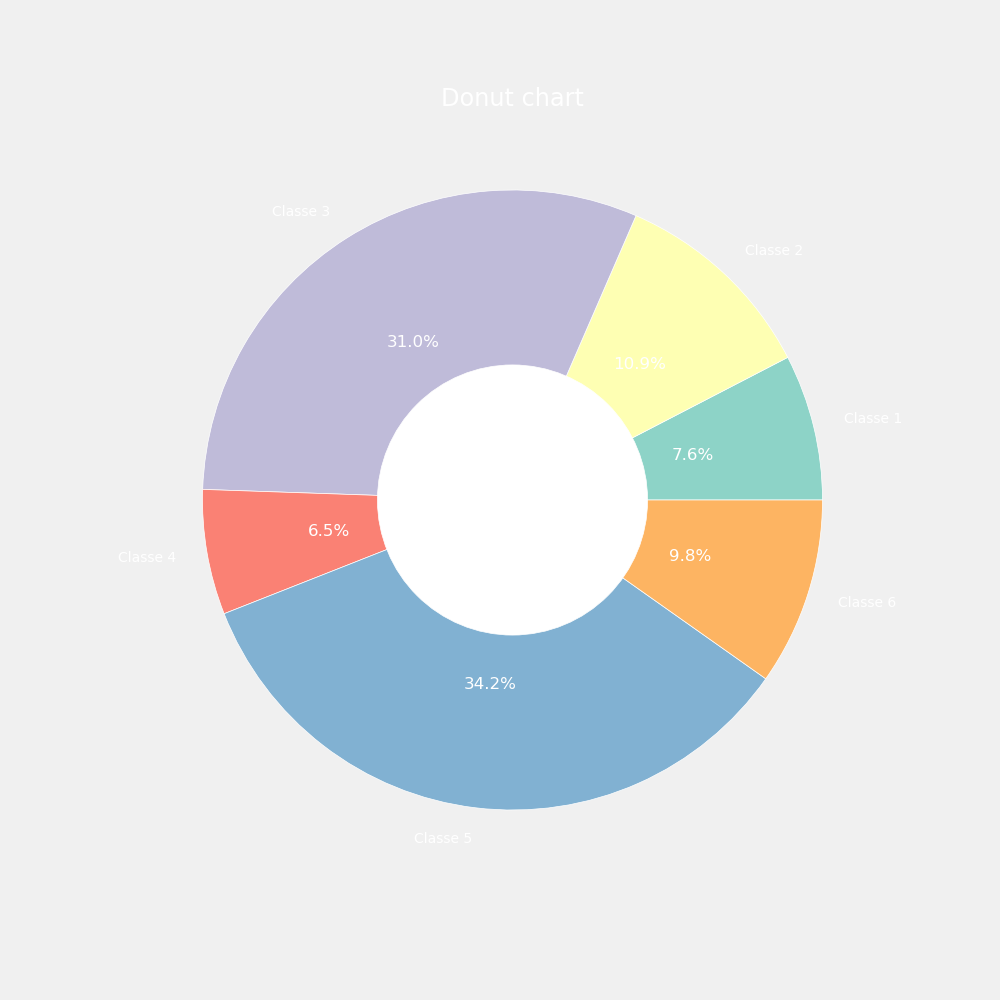 Donut chart
Classe 3
Classe 2
31.0%
10.9%
Classe 1
7.6%
6.5%
Classe 4
9.8%
Classe 6
34.2%
Classe 5